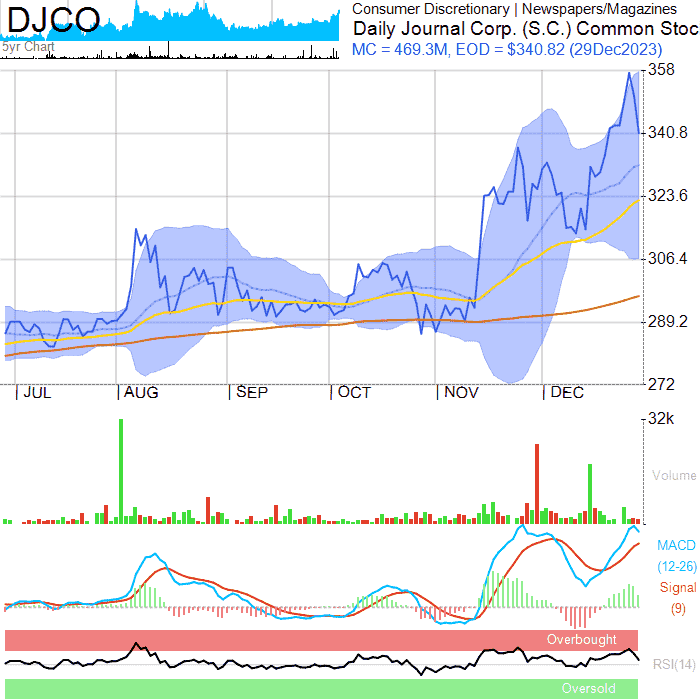 DJCO
5yr Chart
Consumer Discretionary | Newspapers/Magazines
Daily Journal Corp. (S.C.) Common Stoc
MC = 469.3M, EOD = $340.82 (29Dec2023)
358
340.8
323.6
306.4
289.2
272
JUL AUG SEP OCT NOV DEC
32k
Volume
MACD
(12-26)
Signal
(9)
Overbought
RSI(14)
Oversold